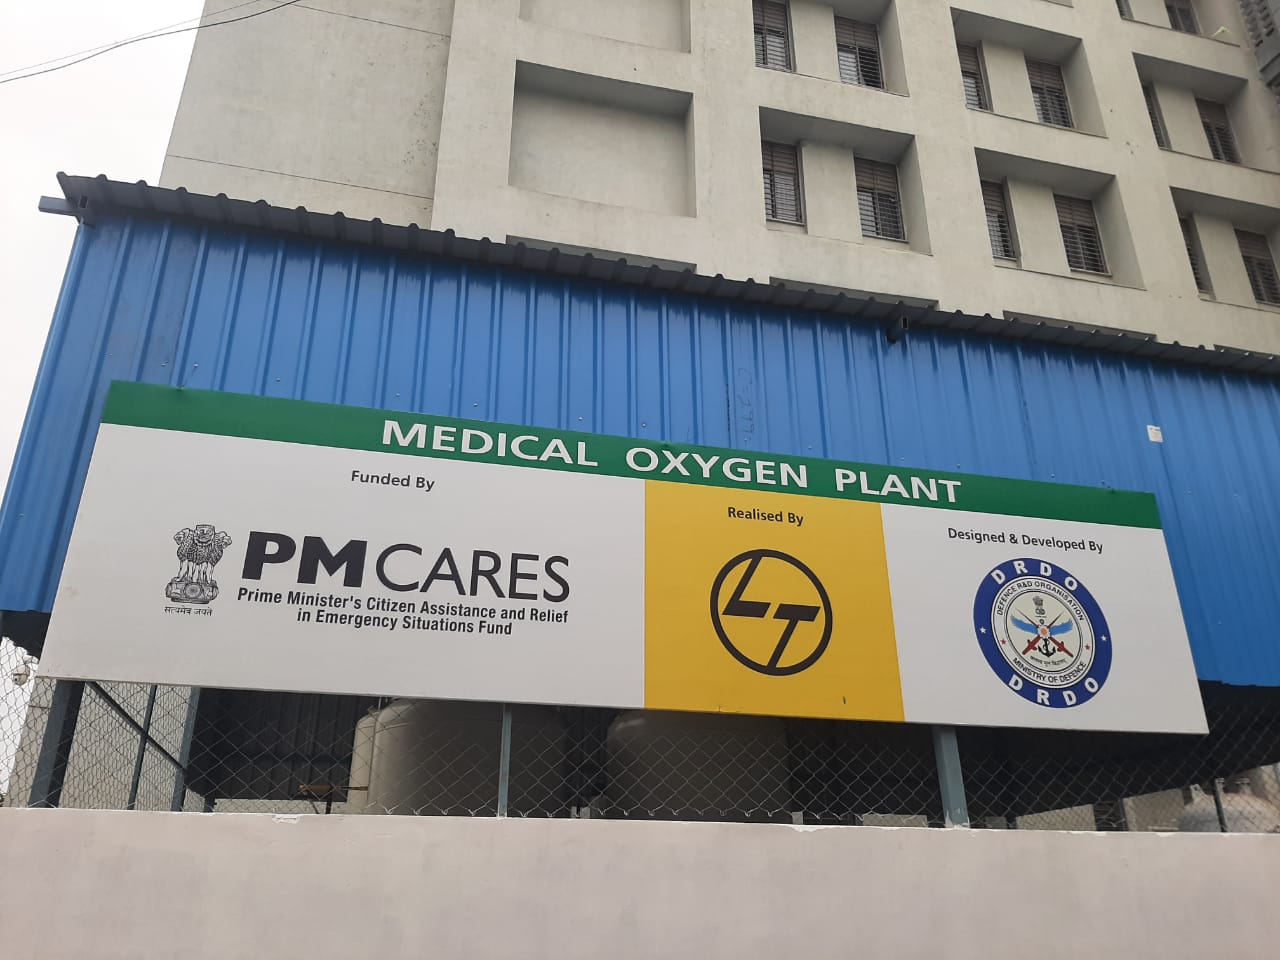 MEDICAL OXYGEN PLANT
Funded By
सत्यमेव जयते
PM CARES
Prime Minister's Citizen Assistance and Relief
in Emergency Situations Fund
Realised By
LT
Designed & Developed By
DRDO
DEFENCE R&D ORGANISATION
MINISTRY OF DEFENCE
DRDO